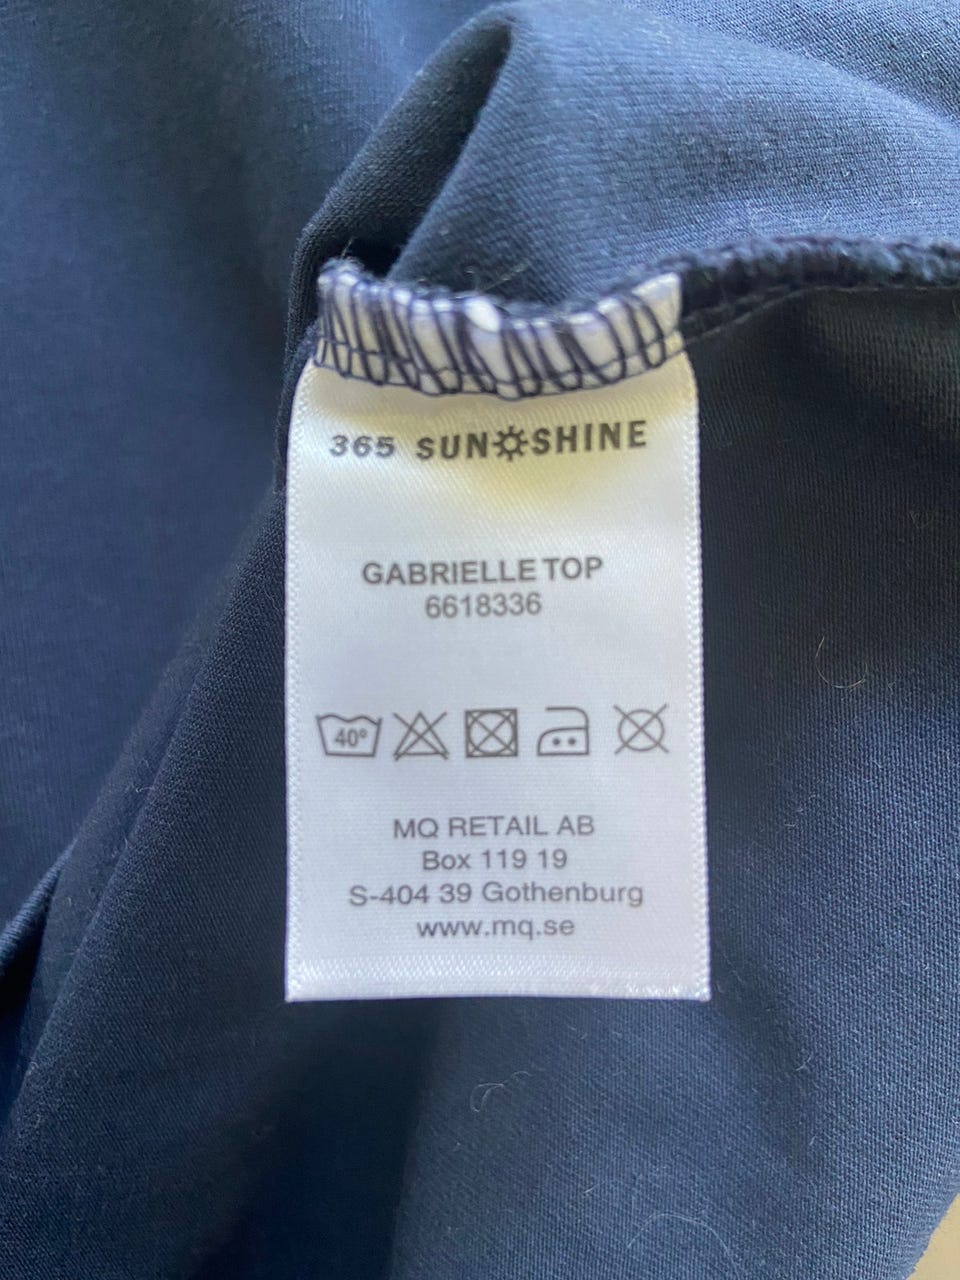 365 SUN☼SHINE
GABRIELLE TOP
6618336
40°
MQ RETAIL AB
Box 119 19
S-404 39 Gothenburg
www.mq.se